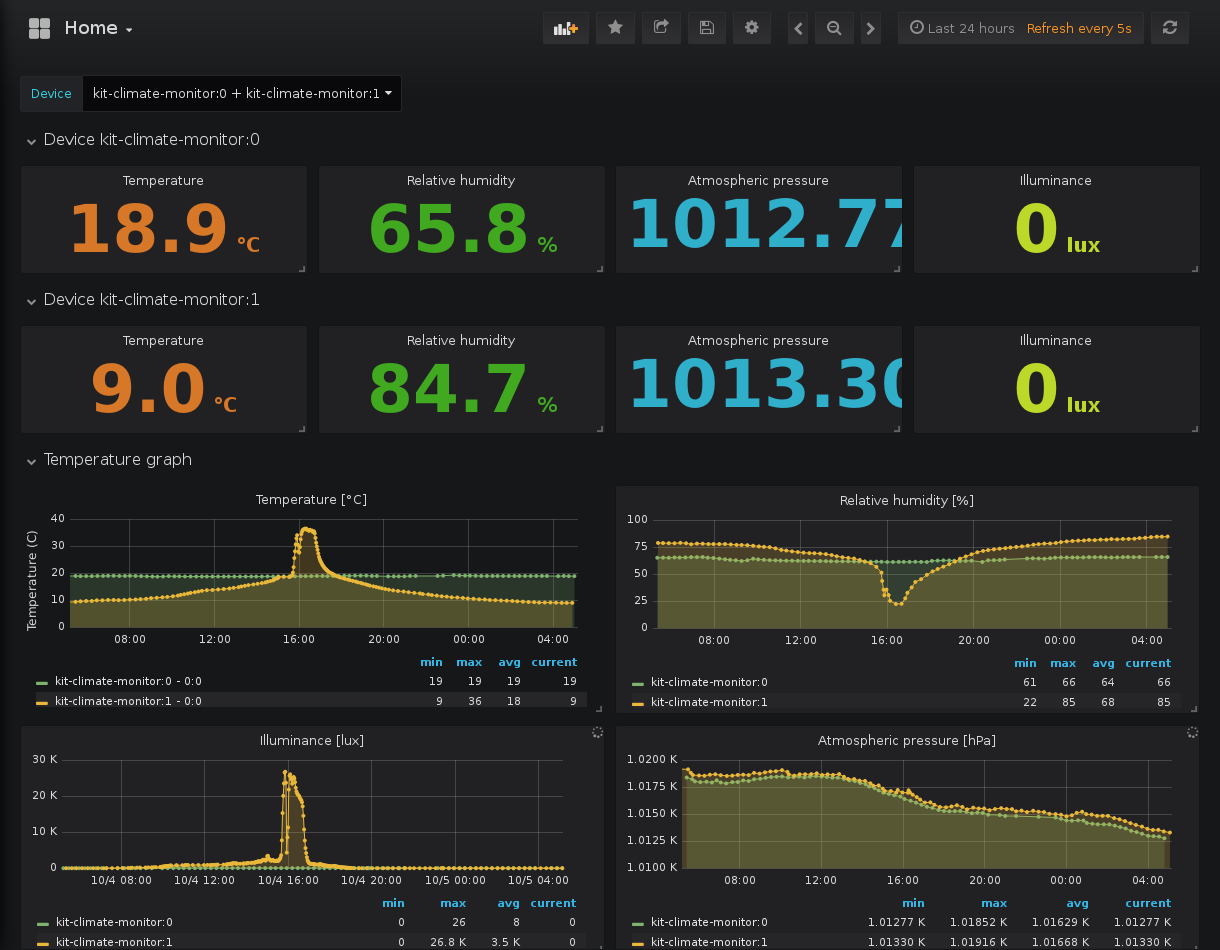 Home
Last 24 hours Refresh every 5s
Device kit-climate-monitor:0 + kit-climate-monitor:1
Device kit-climate-monitor:0
Temperature Relative humidity Atmospheric pressure Illuminance
18.9 °C 65.8 % 1012.77 0 lux
Device kit-climate-monitor:1
Temperature Relative humidity Atmospheric pressure Illuminance
9.0 °C 84.7 % 1013.30 0 lux
Temperature graph
Temperature [°C]
Temperature (C)
40
30
20
10
0
08:00 12:00 16:00 20:00 00:00 04:00
min max avg current
kit-climate-monitor:0 - 0:0 19 19 19 19
kit-climate-monitor:1 - 0:0 9 36 18 9
Relative humidity [%]
100
75
50
25
0
08:00 12:00 16:00 20:00 00:00 04:00
min max avg current
kit-climate-monitor:0 61 66 64 66
kit-climate-monitor:1 22 85 68 85
Illuminance [lux]
30 K
20 K
10 K
0
10/4 08:00 10/4 12:00 10/4 16:00 10/4 20:00 10/5 00:00 10/5 04:00
min max avg current
kit-climate-monitor:0 0 26 8 0
kit-climate-monitor:1 0 26.8 K 3.5 K 0
Atmospheric pressure [hPa]
1.0200 K
1.0175 K
1.0150 K
1.0125 K
1.0100 K
08:00 12:00 16:00 20:00 00:00 04:00
min max avg current
kit-climate-monitor:0 1.01277 K 1.01852 K 1.01629 K 1.01277 K
kit-climate-monitor:1 1.01330 K 1.01916 K 1.01668 K 1.01330 K